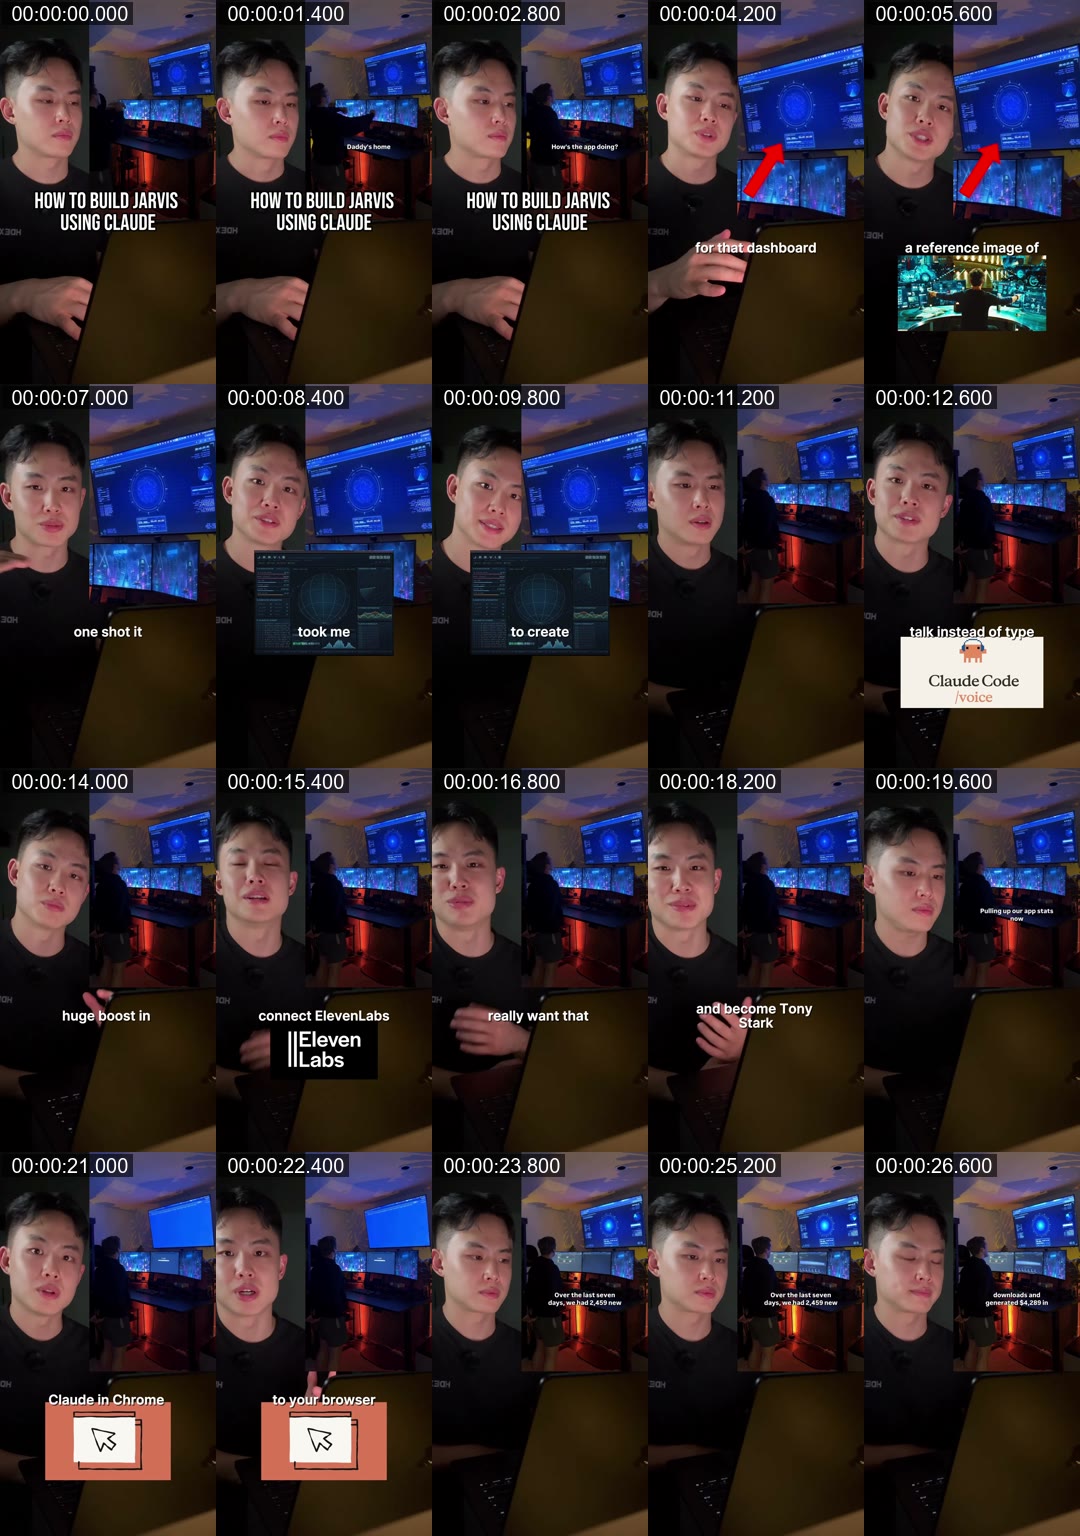 00:00:00.000
HOW TO BUILD JARVIS
USING CLAUDE
00:00:01.400
Daddy's home
HOW TO BUILD JARVIS
USING CLAUDE
00:00:02.800
How's the app doing?
HOW TO BUILD JARVIS
USING CLAUDE
00:00:04.200
for that dashboard
00:00:05.600
a reference image of
00:00:07.000
one shot it
00:00:08.400
took me
00:00:09.800
to create
00:00:11.200
00:00:12.600
talk instead of type
Claude Code
/voice
00:00:14.000
huge boost in
00:00:15.400
connect ElevenLabs
||Eleven
Labs
00:00:16.800
really want that
00:00:18.200
and become Tony
Stark
00:00:19.600
Pulling up our app stats
now
00:00:21.000
Claude in Chrome
00:00:22.400
to your browser
00:00:23.800
Over the last seven
days, we had 2,459 new
00:00:25.200
Over the last seven
days, we had 2,459 new
00:00:26.600
downloads and
generated $4,289 in